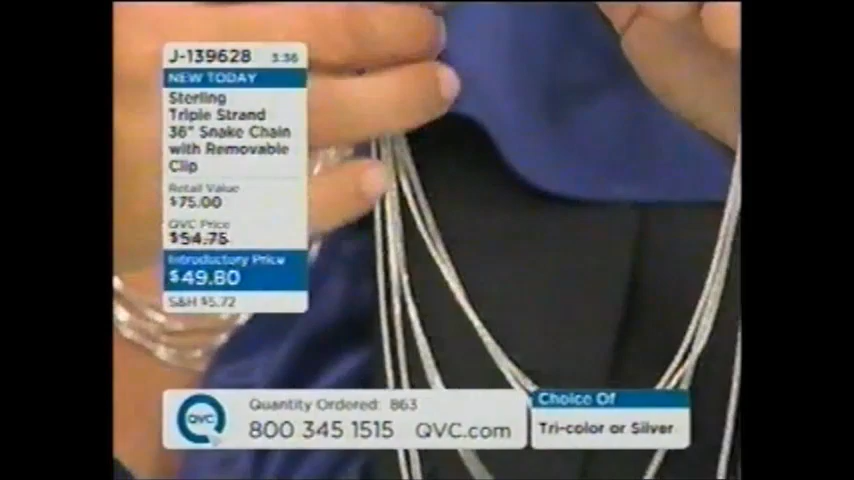 J-139628 3:36
NEW TODAY
Sterling
Triple Strand
36" Snake Chain
with Removable
Clip
Retail Value
$75.00
QVC Price
$54.75
Introductory Price
$49.80
S&H $5.72
QVC
Quantity Ordered: 863
800 345 1515 QVC.com
Choice Of
Tri-color or Silver